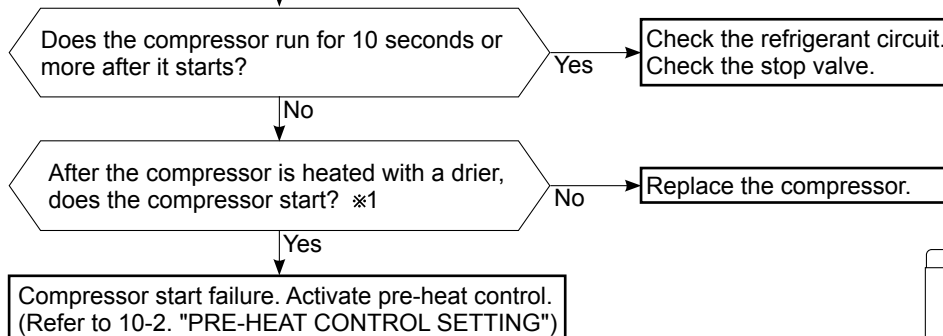 Does the compressor run for 10 seconds or
more after it starts?
Yes
Check the refrigerant circuit.
Check the stop valve.
No
After the compressor is heated with a drier,
does the compressor start? ※1
No
Replace the compressor.
Yes
Compressor start failure. Activate pre-heat control.
(Refer to 10-2. "PRE-HEAT CONTROL SETTING")